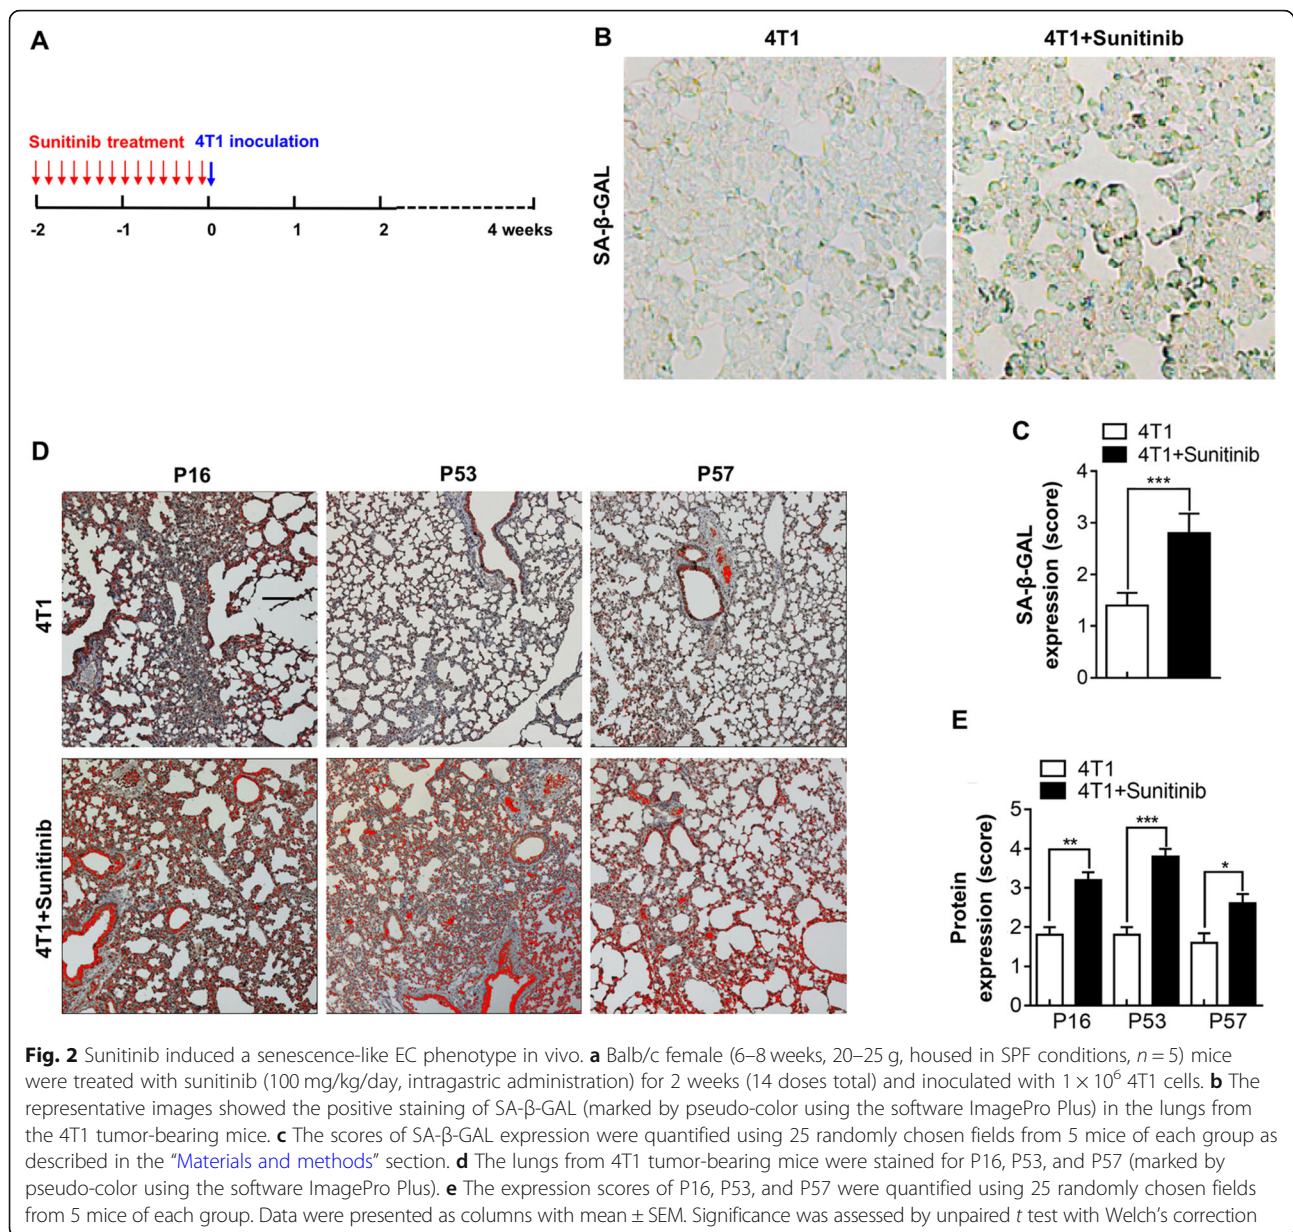 A
Sunitinib treatment 4T1 inoculation
-2 -1 0 1 2 4 weeks
B
4T1 4T1+Sunitinib
SA-β-GAL
D
P16 P53 P57
4T1
4T1+Sunitinib
C
4T1
4T1+Sunitinib
SA-β-GAL
expression (score)
4
3
2
1
0
***
E
4T1
4T1+Sunitinib
Protein
expression (score)
5
4
3
2
1
0
** *** *
P16 P53 P57
Fig. 2 Sunitinib induced a senescence-like EC phenotype in vivo. a Balb/c female (6–8 weeks, 20–25 g, housed in SPF conditions, n = 5) mice
were treated with sunitinib (100 mg/kg/day, intragastric administration) for 2 weeks (14 doses total) and inoculated with 1 × 10⁶ 4T1 cells. b The
representative images showed the positive staining of SA-β-GAL (marked by pseudo-color using the software ImagePro Plus) in the lungs from
the 4T1 tumor-bearing mice. c The scores of SA-β-GAL expression were quantified using 25 randomly chosen fields from 5 mice of each group as
described in the “Materials and methods” section. d The lungs from 4T1 tumor-bearing mice were stained for P16, P53, and P57 (marked by
pseudo-color using the software ImagePro Plus). e The expression scores of P16, P53, and P57 were quantified using 25 randomly chosen fields
from 5 mice of each group. Data were presented as columns with mean ± SEM. Significance was assessed by unpaired t test with Welch’s correction